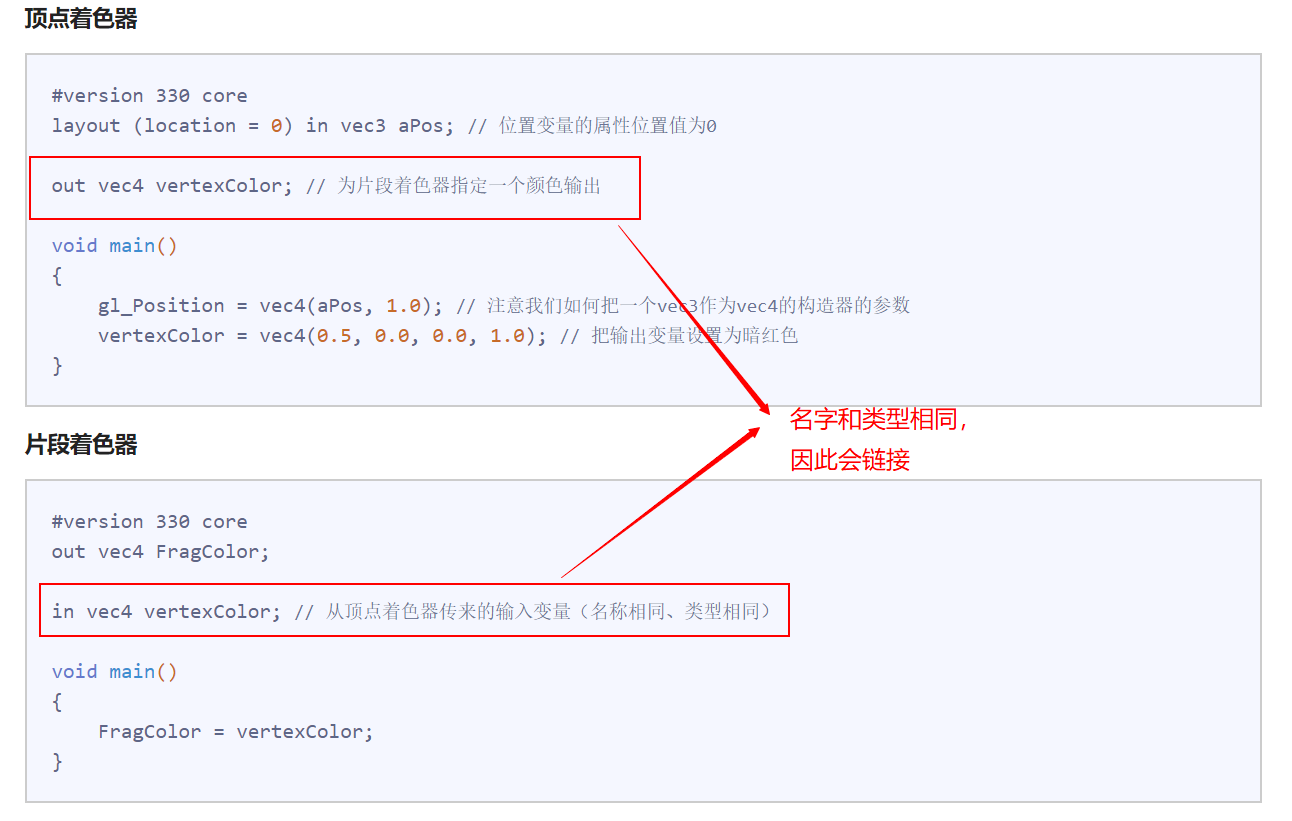 顶点着色器
#version 330 core
layout (location = 0) in vec3 aPos; // 位置变量的属性位置值为0
out vec4 vertexColor; // 为片段着色器指定一个颜色输出
void main()
{
    gl_Position = vec4(aPos, 1.0); // 注意我们如何把一个vec3作为vec4的构造器的参数
    vertexColor = vec4(0.5, 0.0, 0.0, 1.0); // 把输出变量设置为暗红色
}
名字和类型相同，
因此会链接
片段着色器
#version 330 core
out vec4 FragColor;
in vec4 vertexColor; // 从顶点着色器传来的输入变量（名称相同、类型相同）
void main()
{
    FragColor = vertexColor;
}